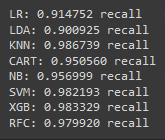 LR: 0.914752 recall
LDA: 0.900925 recall
KNN: 0.986739 recall
CART: 0.950560 recall
NB: 0.956999 recall
SVM: 0.982193 recall
XGB: 0.983329 recall
RFC: 0.979920 recall